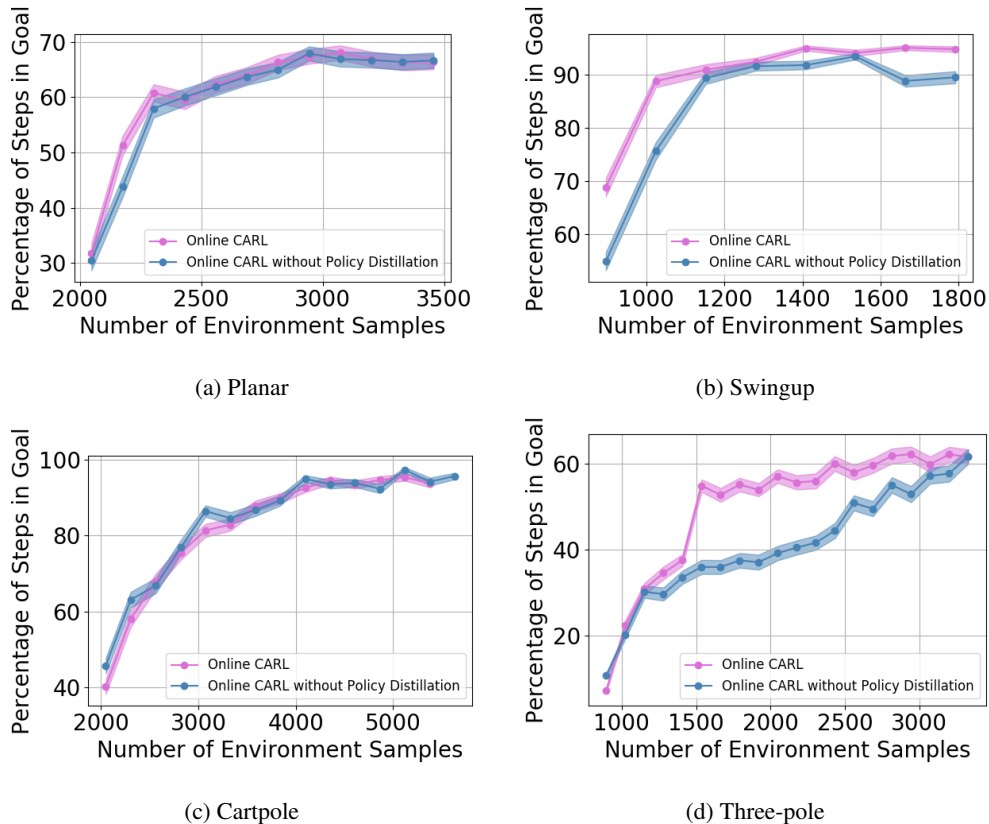 Percentage of Steps in Goal
70
60
50
40
30
Online CARL
Online CARL without Policy Distillation
2000
2500
3000
3500
Number of Environment Samples
(a) Planar
Percentage of Steps in Goal
90
80
70
60
Online CARL
Online CARL without Policy Distillation
1000
1200
1400
1600
1800
Number of Environment Samples
(b) Swingup
Percentage of Steps in Goal
100
80
60
40
Online CARL
Online CARL without Policy Distillation
2000
3000
4000
5000
Number of Environment Samples
(c) Cartpole
Percentage of Steps in Goal
60
40
20
Online CARL
Online CARL without Policy Distillation
1000
1500
2000
2500
3000
Number of Environment Samples
(d) Three-pole